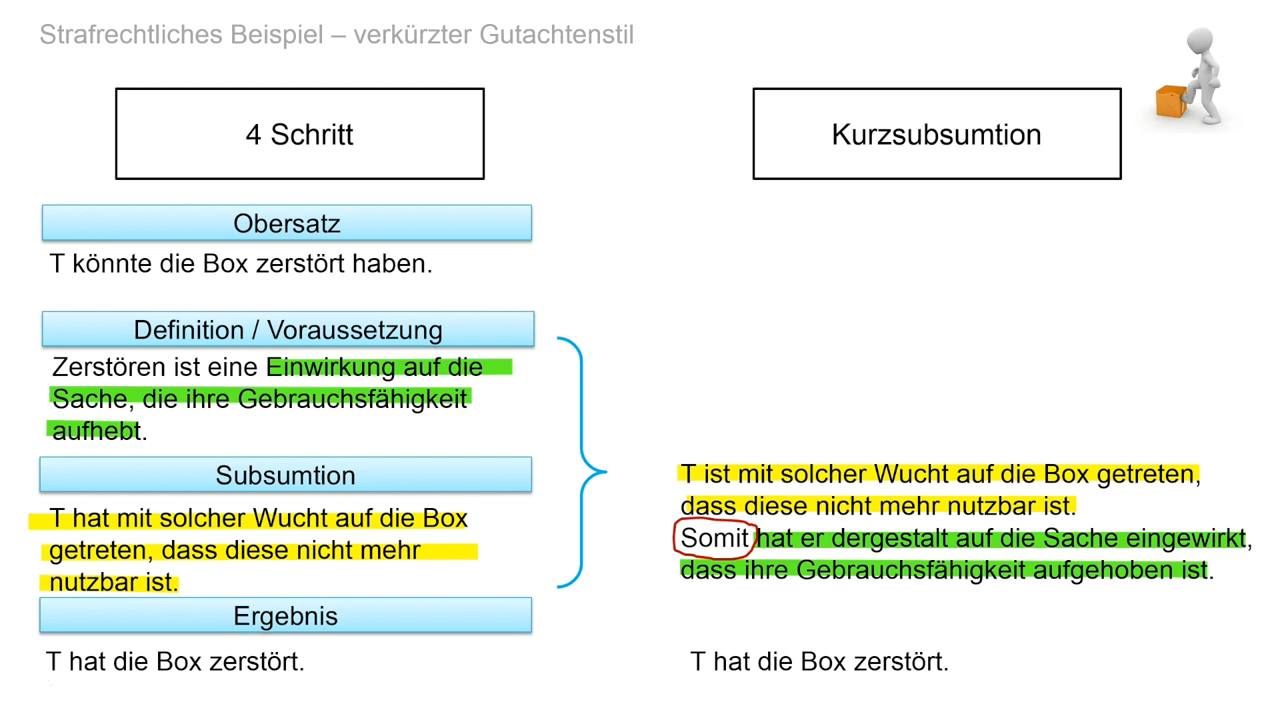 Strafrechtliches Beispiel – verkürzter Gutachtenstil
4 Schritt
Kurzsubsumtion
Obersatz
T könnte die Box zerstört haben.
Definition / Voraussetzung
Zerstören ist eine Einwirkung auf die
Sache, die ihre Gebrauchsfähigkeit
aufhebt.
Subsumtion
T hat mit solcher Wucht auf die Box
getreten, dass diese nicht mehr
nutzbar ist.
T ist mit solcher Wucht auf die Box getreten,
dass diese nicht mehr nutzbar ist.
Somit hat er dergestalt auf die Sache eingewirkt,
dass ihre Gebrauchsfähigkeit aufgehoben ist.
Ergebnis
T hat die Box zerstört.
T hat die Box zerstört.